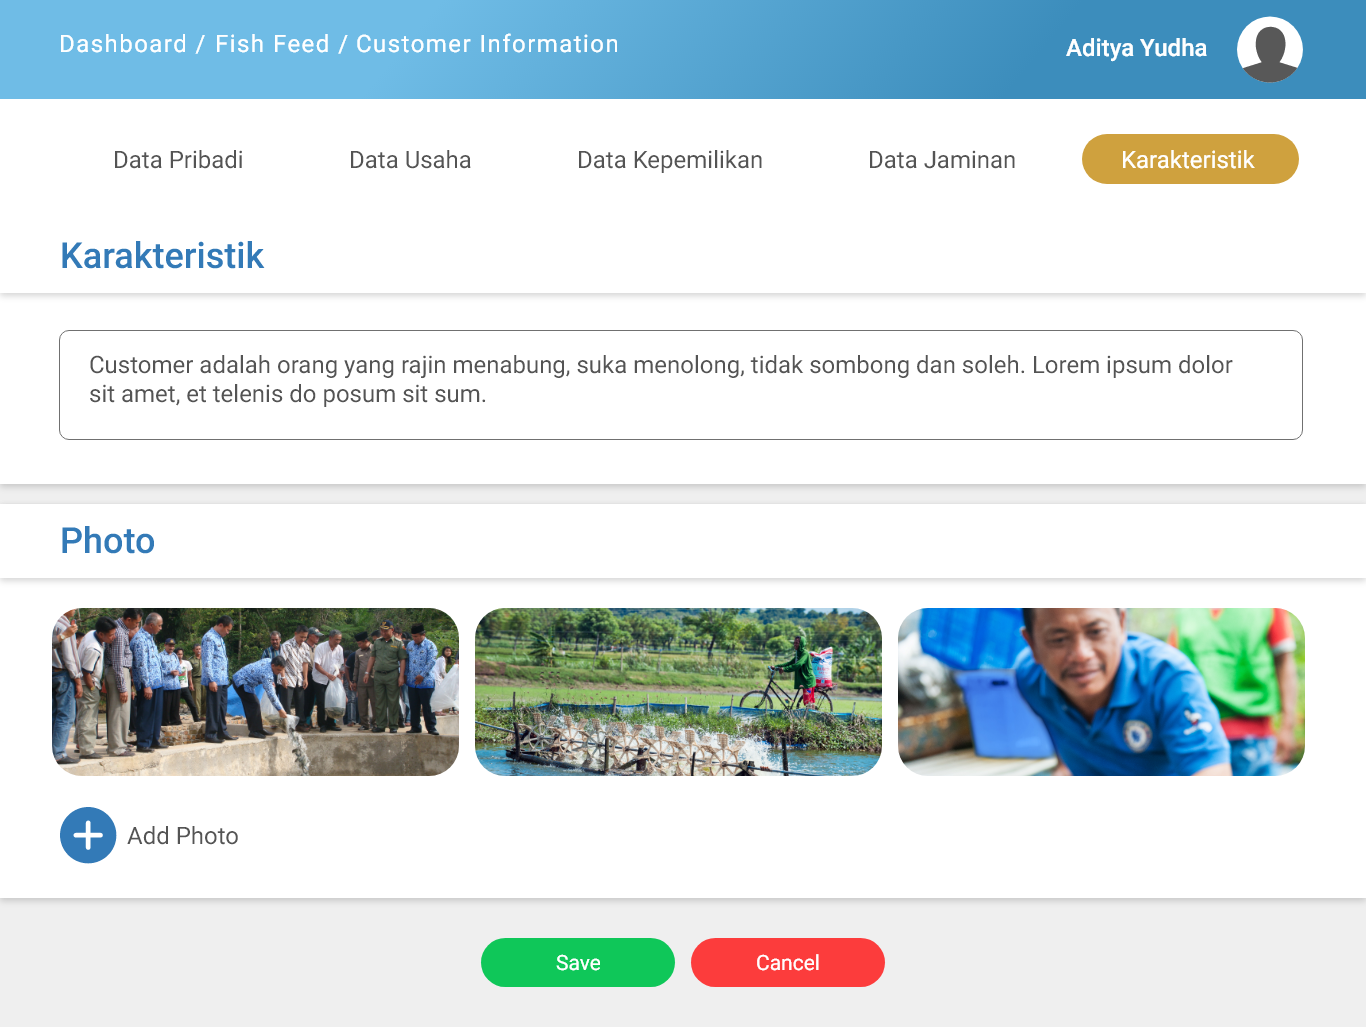 Dashboard / Fish Feed / Customer Information
Aditya Yudha
Data Pribadi
Data Usaha
Data Kepemilikan
Data Jaminan
Karakteristik
Karakteristik
Customer adalah orang yang rajin menabung, suka menolong, tidak sombong dan soleh. Lorem ipsum dolor
sit amet, et telenis do posum sit sum.
Photo
Add Photo
Save
Cancel